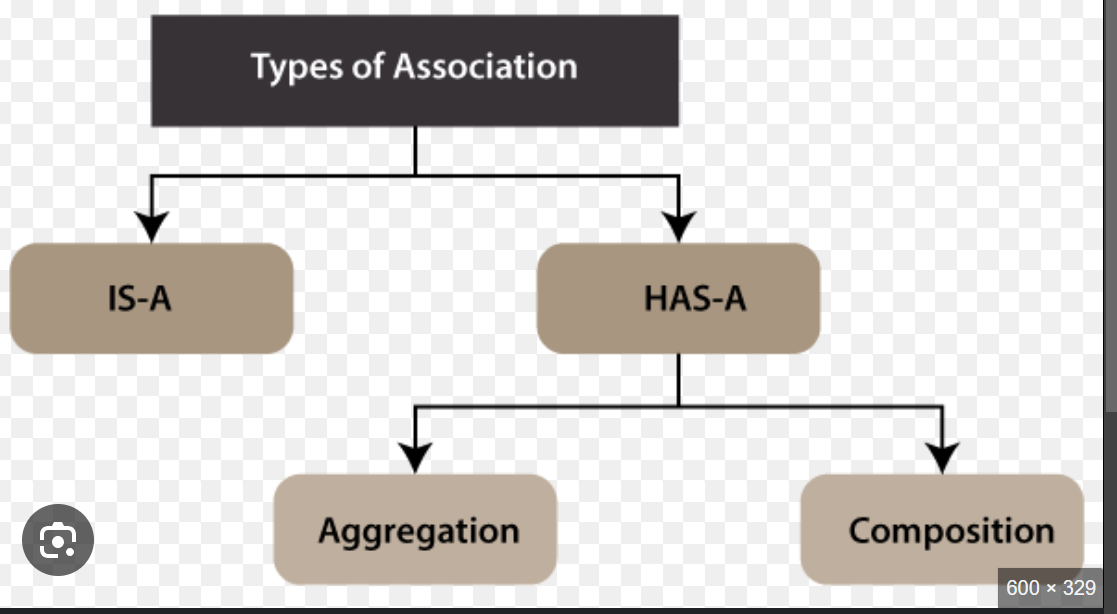 Types of Association
IS-A
HAS-A
Aggregation
Composition
600 × 329